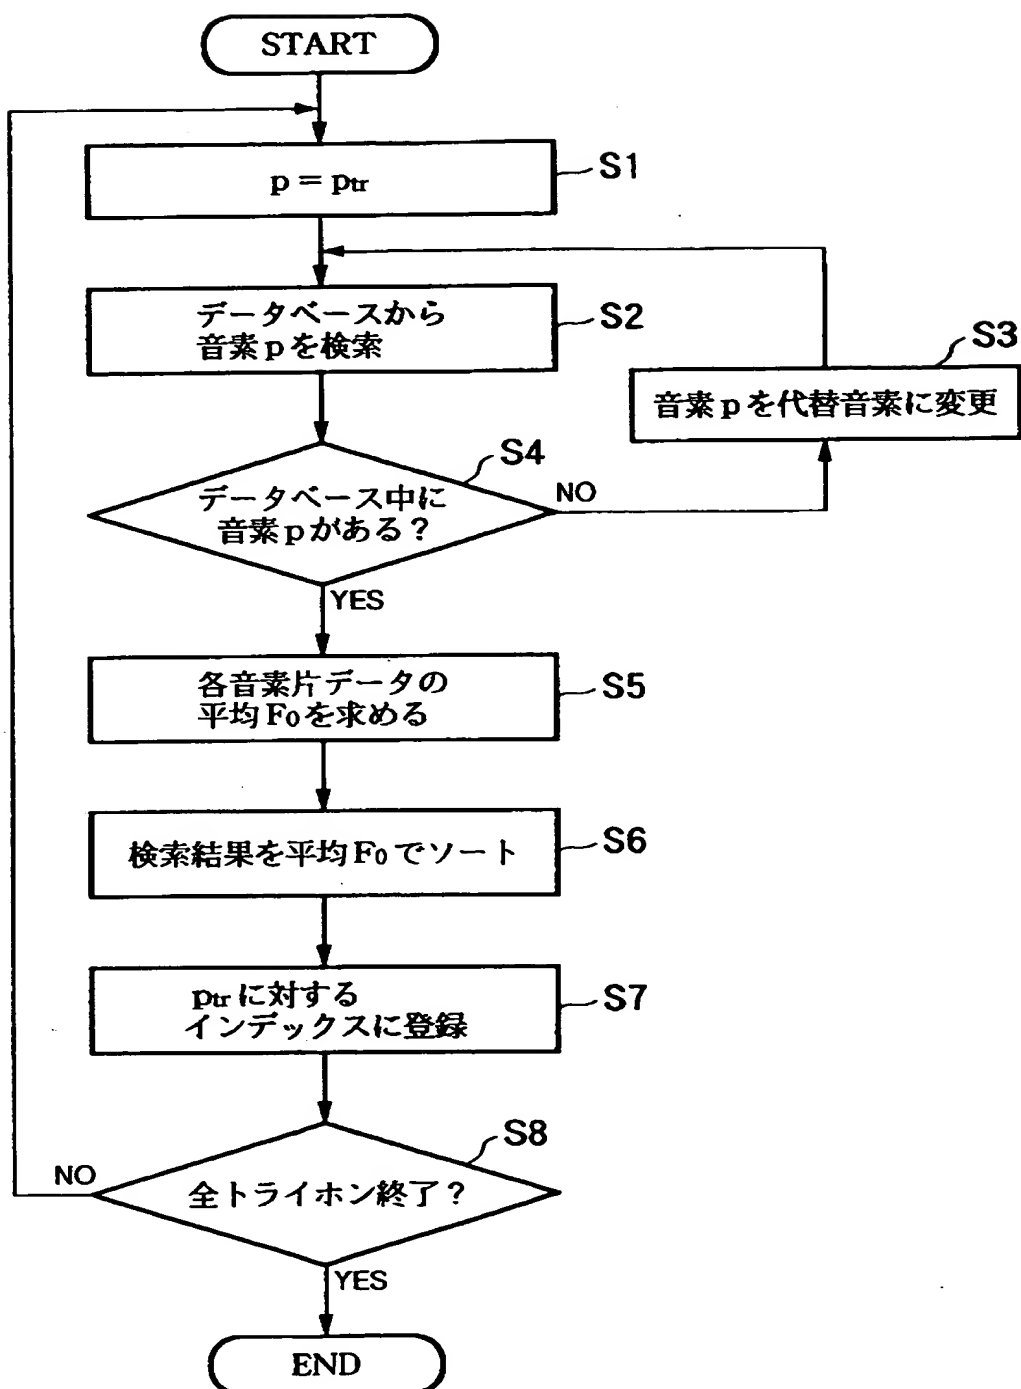 START
p = ptr
S1
データベースから
音素pを検索
S2
S3
音素pを代替音素に変更
S4
データベース中に
音素pがある？
NO
YES
各音素片データの
平均F0を求める
S5
検索結果を平均F0でソート
S6
ptrに対する
インデックスに登録
S7
S8
全トライホン終了？
NO
YES
END